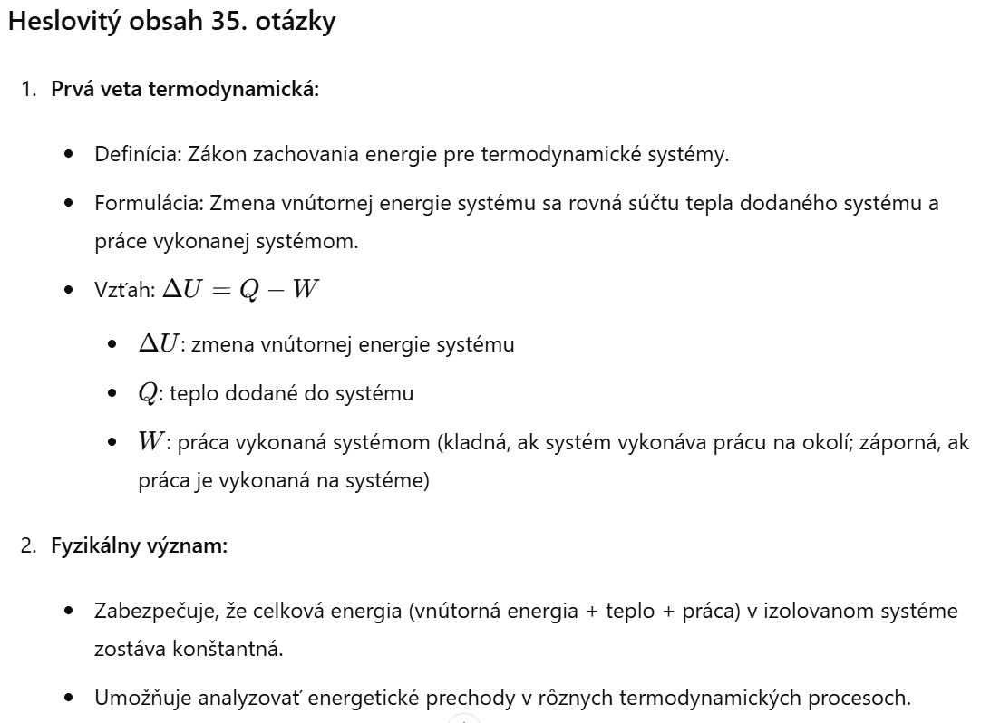 Heslovitý obsah 35. otázky
1. Prvá veta termodynamická:
• Definícia: Zákon zachovania energie pre termodynamické systémy.
• Formulácia: Zmena vnútornej energie systému sa rovná súčtu tepla dodaného systému a
práce vykonanej systémom.
• Vzťah: ΔU = Q − W
• ΔU: zmena vnútornej energie systému
• Q: teplo dodané do systému
• W: práca vykonaná systémom (kladná, ak systém vykonáva prácu na okolí; záporná, ak
práca je vykonaná na systéme)
2. Fyzikálny význam:
• Zabezpečuje, že celková energia (vnútorná energia + teplo + práca) v izolovanom systéme
zostáva konštantná.
• Umožňuje analyzovať energetické prechody v rôznych termodynamických procesoch.